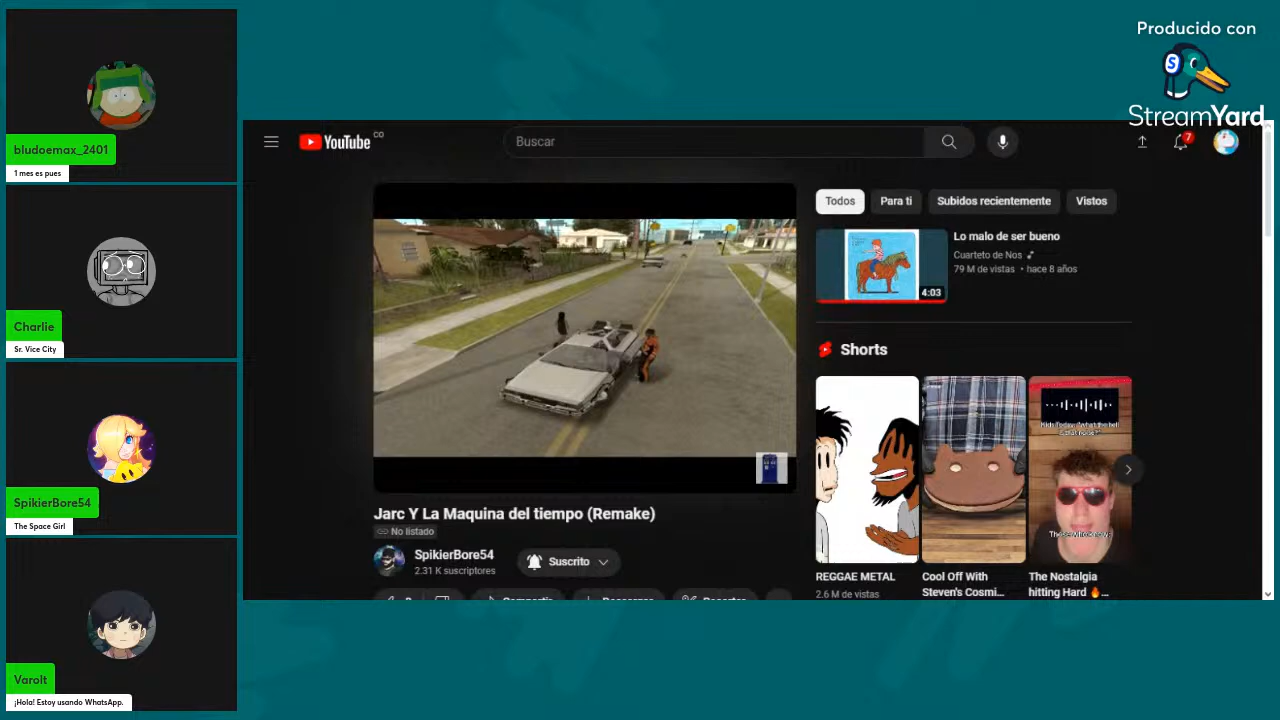 Producido con
StreamYard
bludoemax_2401
1 mes es pues
Charlie
Sr. Vice City
SpikierBore54
The Space Girl
Varolt
¡Hola! Estoy usando WhatsApp.
YouTube CO
Buscar
7
Todos
Para ti
Subidos recientemente
Vistos
Lo malo de ser bueno
Cuarteto de Nos
79 M de vistas • hace 8 años
4:03
Shorts
Jarc Y La Maquina del tiempo (Remake)
No listado
SpikierBore54
2.31 K suscriptores
Suscrito
Compartir
Descargar
Recortar
REGGAE METAL
2.6 M de vistas
Cool Off With
Steven's Cosmi...
The Nostalgia
hitting Hard 🔥...